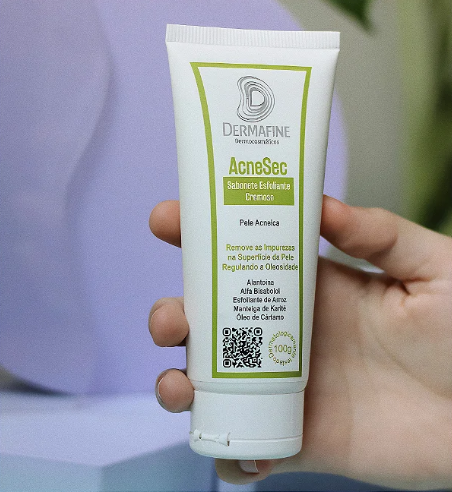 DERMAFINE
Dermocosméticos
AcneSec
Sabonete Esfoliante
Cremoso
Pele Acneica
Remove as Impurezas
na Superfície da Pele
Regulando a Oleosidade
Alantoína
Alfa Bisabolol
Esfoliante de Arroz
Manteiga de Karité
Óleo de Cártamo
100g